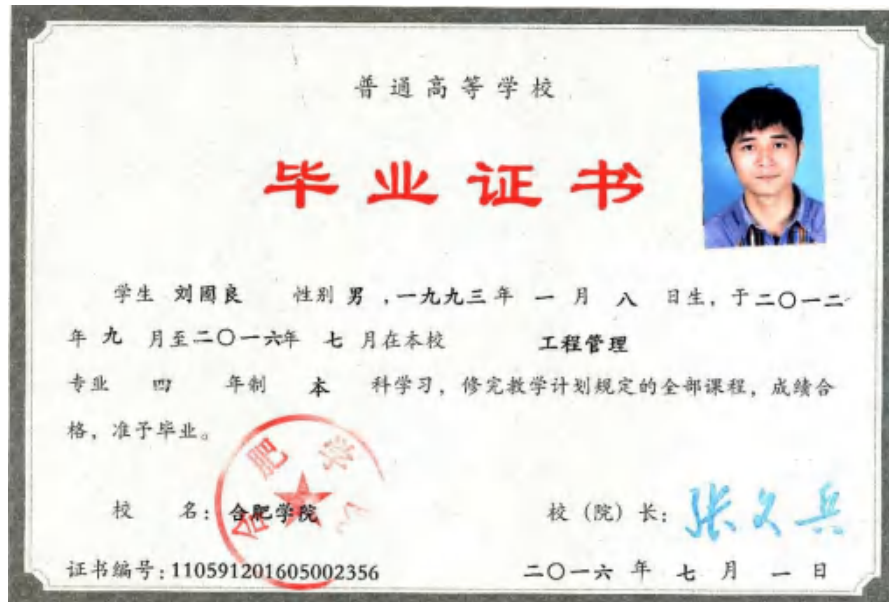 普通高等学校
毕业证书
学生 刘国良 性别 男 ,一九九三年 一 月 八 日生，于二〇一二
年 九 月至二〇一六年 七 月在本校 工程管理
专业 四 年制 本 科学习，修完教学计划规定的全部课程，成绩合
格，准予毕业。
肥 学
合
校 名：合肥学院 校（院）长：张文兵
证书编号：110591201605002356 二〇一六 年 七 月 一 日